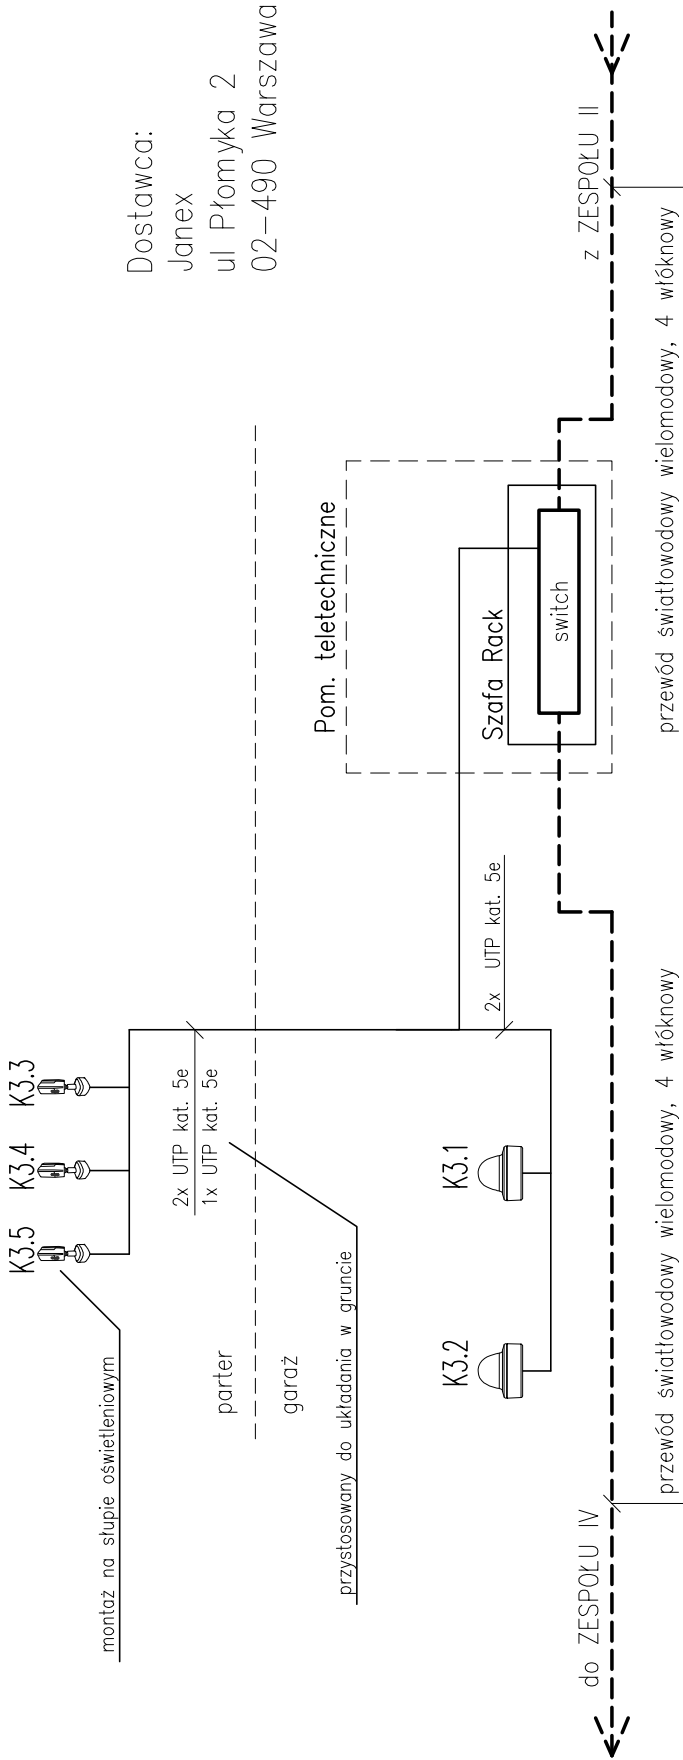 Dostawca:
Janex
ul Płomyka 2
02-490 Warszawa
K3.5
K3.4
K3.3
montaż na słupie oświetleniowym
2x UTP kat. 5e
1x UTP kat. 5e
parter
garaż
przystosowany do układania w gruncie
Pom. teletechniczne
K3.2
K3.1
2x UTP kat. 5e
Szafa Rack
switch
do ZESPOŁU IV
z ZESPOŁU II
przewód światłowodowy wielomodowy, 4 włóknowy
przewód światłowodowy wielomodowy, 4 włóknowy